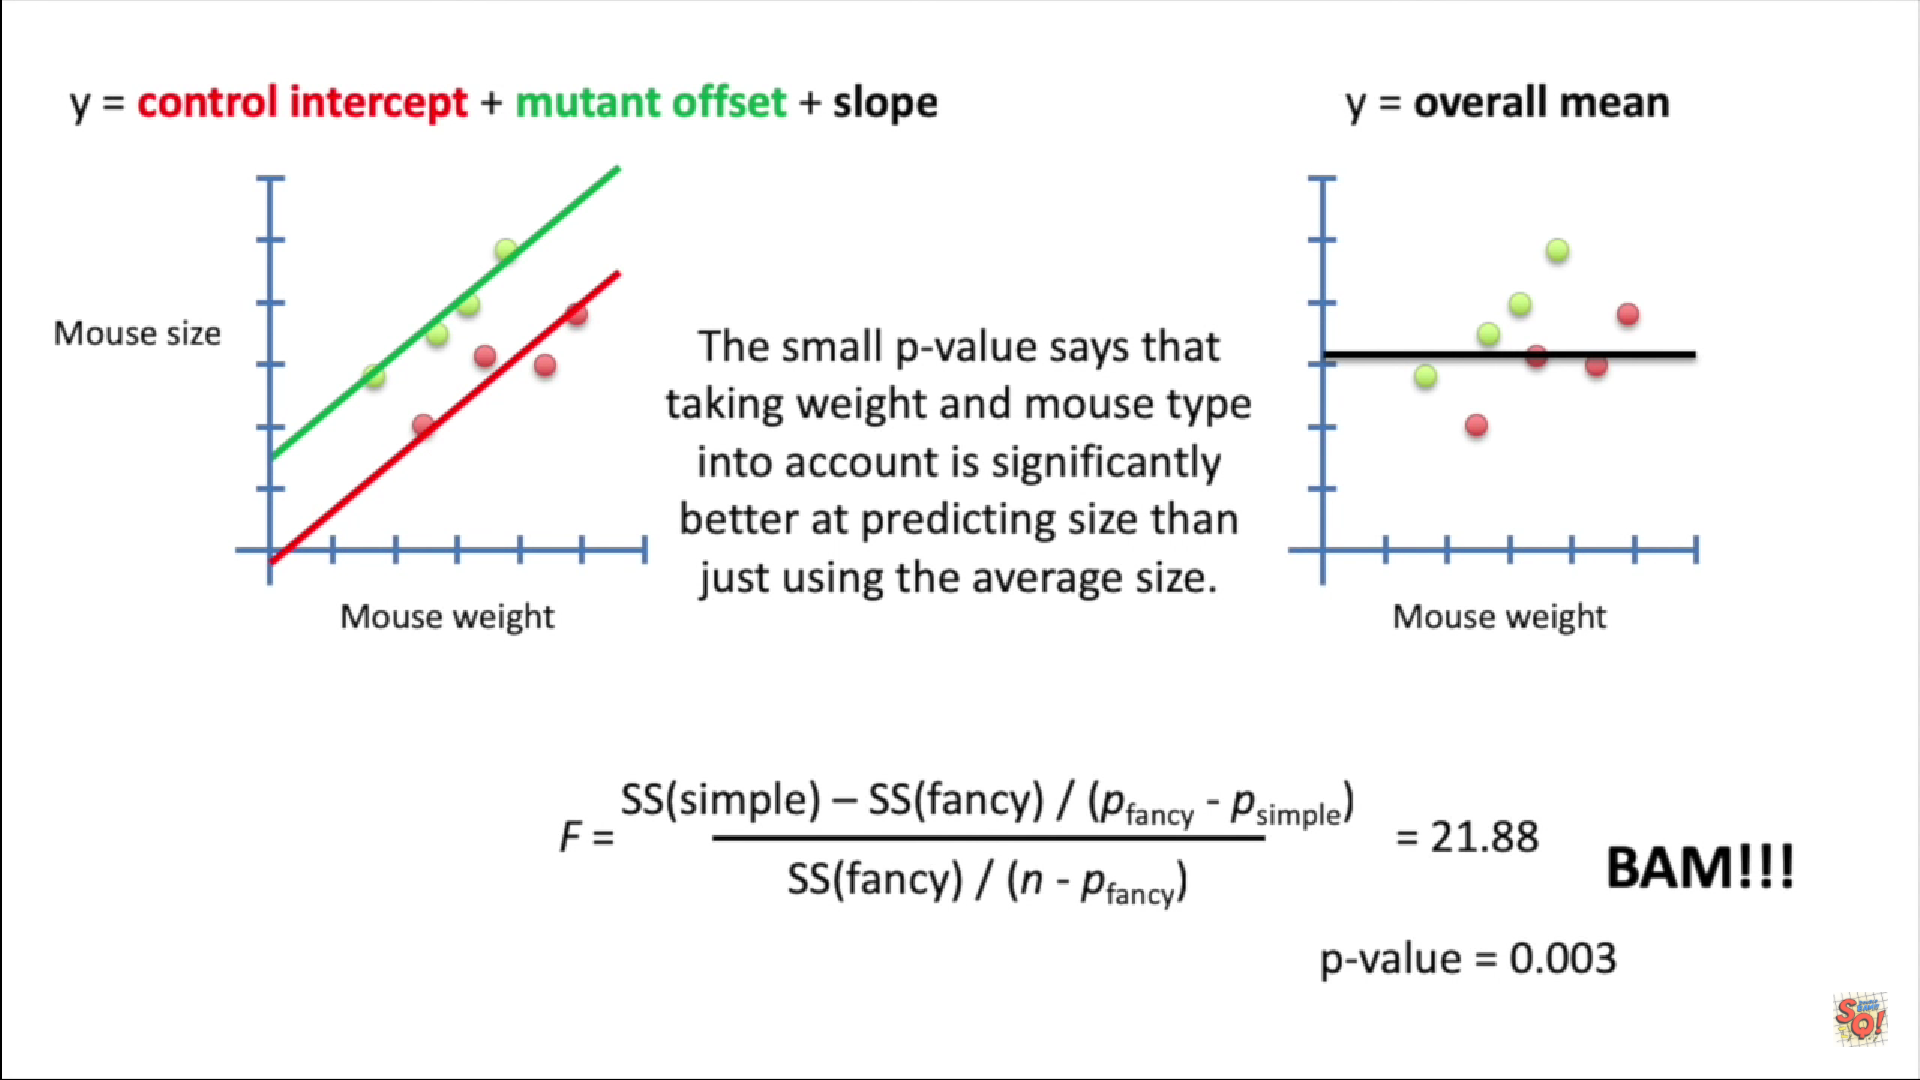 y = control intercept + mutant offset + slope
y = overall mean
Mouse size
The small p-value says that
taking weight and mouse type
into account is significantly
better at predicting size than
just using the average size.
Mouse weight
Mouse weight
SS(simple) – SS(fancy) / (pfancy - psimple)
F = = 21.88
SS(fancy) / (n - pfancy)
BAM!!!
p-value = 0.003
SQ!